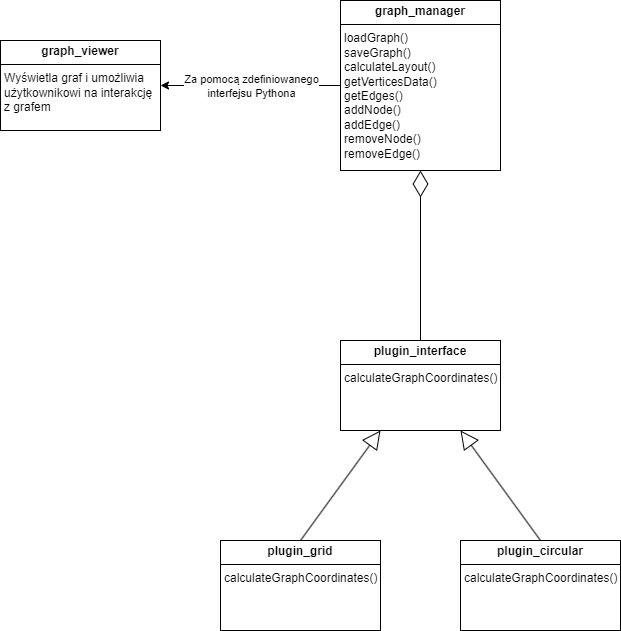 graph_manager
loadGraph()
saveGraph()
calculateLayout()
getVerticesData()
getEdges()
addNode()
addEdge()
removeNode()
removeEdge()
graph_viewer
Wyświetla graf i umożliwia
użytkownikowi na interakcję
z grafem
Za pomocą zdefiniowanego
interfejsu Pythona
plugin_interface
calculateGraphCoordinates()
plugin_grid
calculateGraphCoordinates()
plugin_circular
calculateGraphCoordinates()